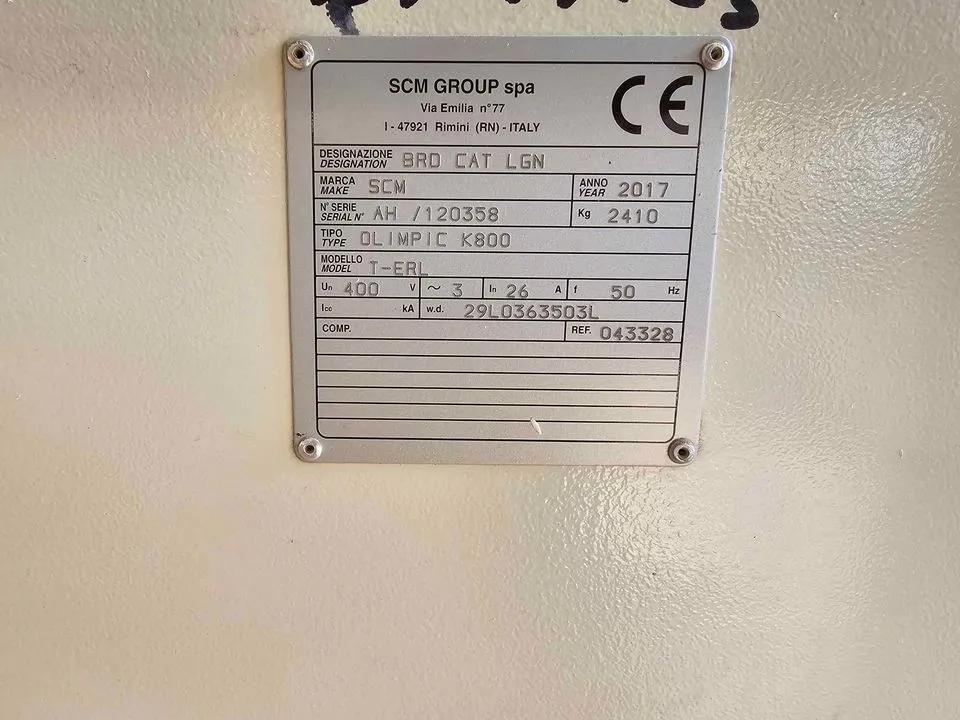 SCM GROUP spa
Via Emilia n°77
I - 47921 Rimini (RN) - ITALY
CE
DESIGNAZIONE
DESIGNATION BRD CAT LGN
MARCA
MAKE SCM
ANNO
YEAR 2017
N° SERIE
SERIAL N° AH /120358
Kg 2410
TIPO
TYPE OLIMPIC K800
MODELLO
MODEL T-ERL
Un 400 V ~ 3 In 26 A f 50 Hz
Icc kA w.d. 29L0363503L
COMP. REF. 043328